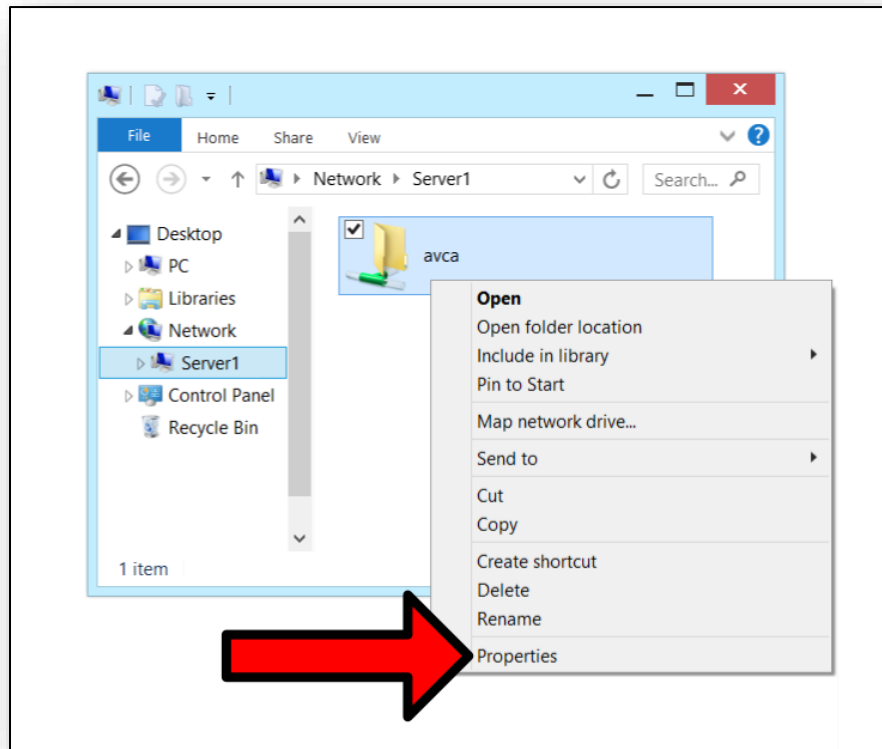 File Home Share View
Network Server1 Search...
Desktop
PC
Libraries
Network
Server1
Control Panel
Recycle Bin
avca
Open
Open folder location
Include in library
Pin to Start
Map network drive...
Send to
Cut
Copy
Create shortcut
Delete
Rename
Properties
1 item